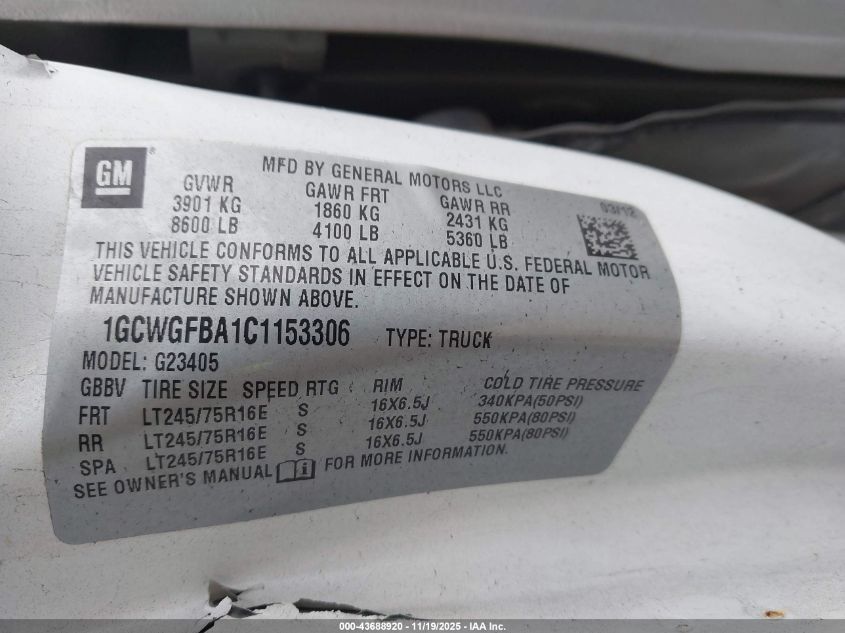 GM
MFD BY GENERAL MOTORS LLC
03/12
GVWR GAWR FRT GAWR RR
3901 KG 1860 KG 2431 KG
8600 LB 4100 LB 5360 LB
THIS VEHICLE CONFORMS TO ALL APPLICABLE U.S. FEDERAL MOTOR
VEHICLE SAFETY STANDARDS IN EFFECT ON THE DATE OF
MANUFACTURE SHOWN ABOVE.
1GCWGFBA1C1153306 TYPE: TRUCK
MODEL: G23405
GBBV TIRE SIZE SPEED RTG RIM COLD TIRE PRESSURE
FRT LT245/75R16E S 16X6.5J 340KPA(50PSI)
RR LT245/75R16E S 16X6.5J 550KPA(80PSI)
SPA LT245/75R16E S 16X6.5J 550KPA(80PSI)
SEE OWNER'S MANUAL i FOR MORE INFORMATION.
000-43688920 - 11/19/2025 - IAA Inc.